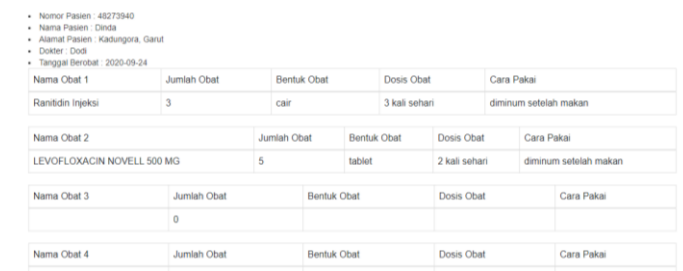 Nomor Pasien : 48273940
Nama Pasien : Dinda
Alamat Pasien : Kadungora, Garut
Dokter : Dodi
Tanggal Berobat : 2020-09-24
Nama Obat 1 Jumlah Obat Bentuk Obat Dosis Obat Cara Pakai
Ranitidin Injeksi 3 cair 3 kali sehari diminum setelah makan
Nama Obat 2 Jumlah Obat Bentuk Obat Dosis Obat Cara Pakai
LEVOFLOXACIN NOVELL 500 MG 5 tablet 2 kali sehari diminum setelah makan
Nama Obat 3 Jumlah Obat Bentuk Obat Dosis Obat Cara Pakai
0
Nama Obat 4 Jumlah Obat Bentuk Obat Dosis Obat Cara Pakai